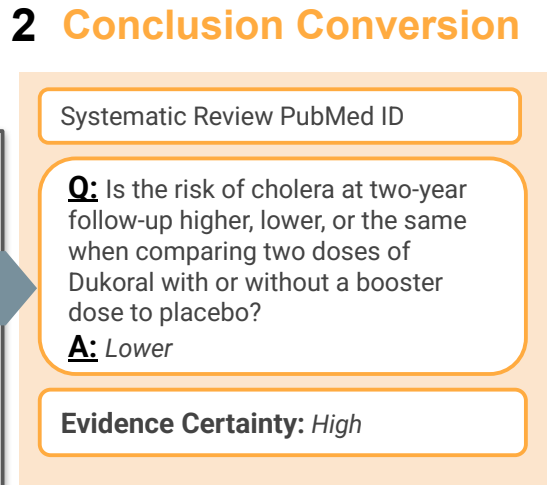 2 Conclusion Conversion
Systematic Review PubMed ID
Q: Is the risk of cholera at two-year
follow-up higher, lower, or the same
when comparing two doses of
Dukoral with or without a booster
dose to placebo?
A: Lower
Evidence Certainty: High